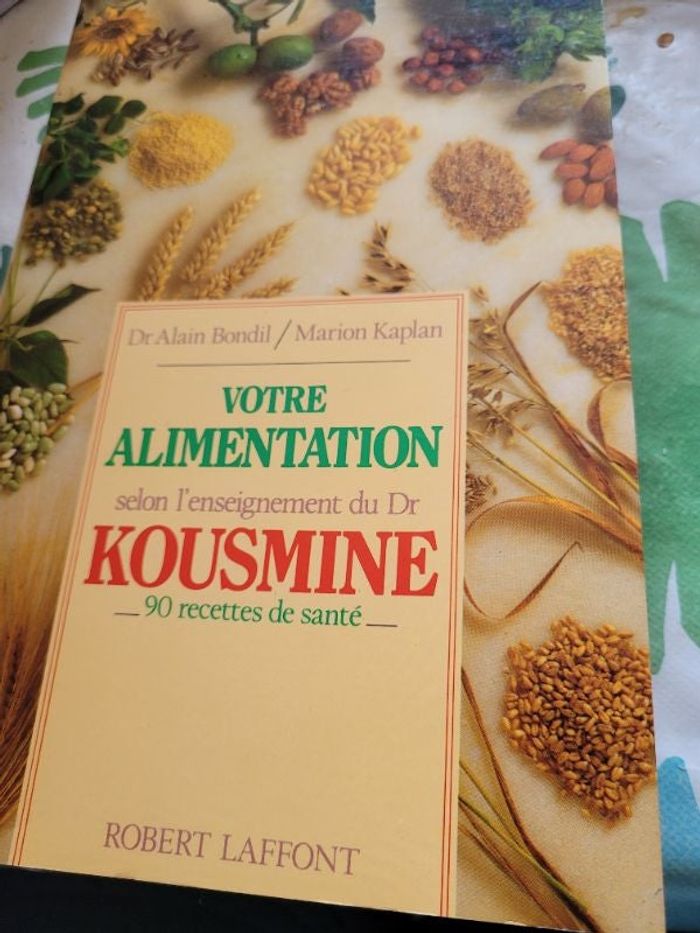 Dr Alain Bondil / Marion Kaplan
VOTRE
ALIMENTATION
selon l'enseignement du Dr
KOUSMINE
— 90 recettes de santé —
ROBERT LAFFONT